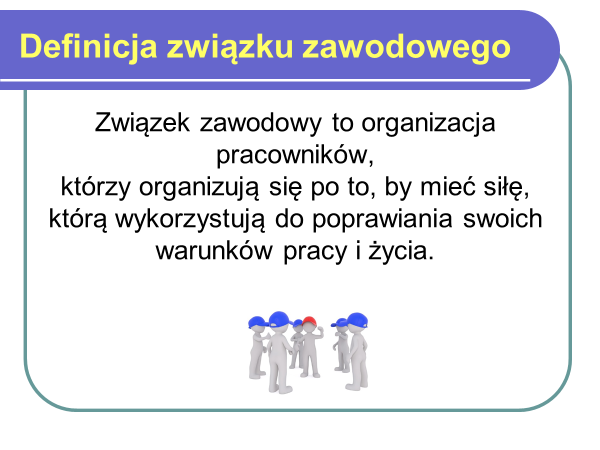 Definicja związku zawodowego
Związek zawodowy to organizacja
pracowników,
którzy organizują się po to, by mieć siłę,
którą wykorzystują do poprawiania swoich
warunków pracy i życia.